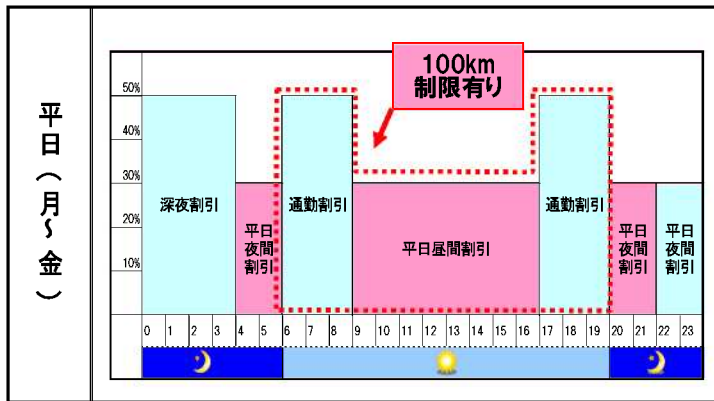 平日（月～金）
100km
制限有り
50%
40%
30%
20%
10%
深夜割引
平日
夜間
割引
通勤割引
平日昼間割引
通勤割引
平日
夜間
割引
平日
夜間
割引
0 1 2 3 4 5 6 7 8 9 10 11 12 13 14 15 16 17 18 19 20 21 22 23